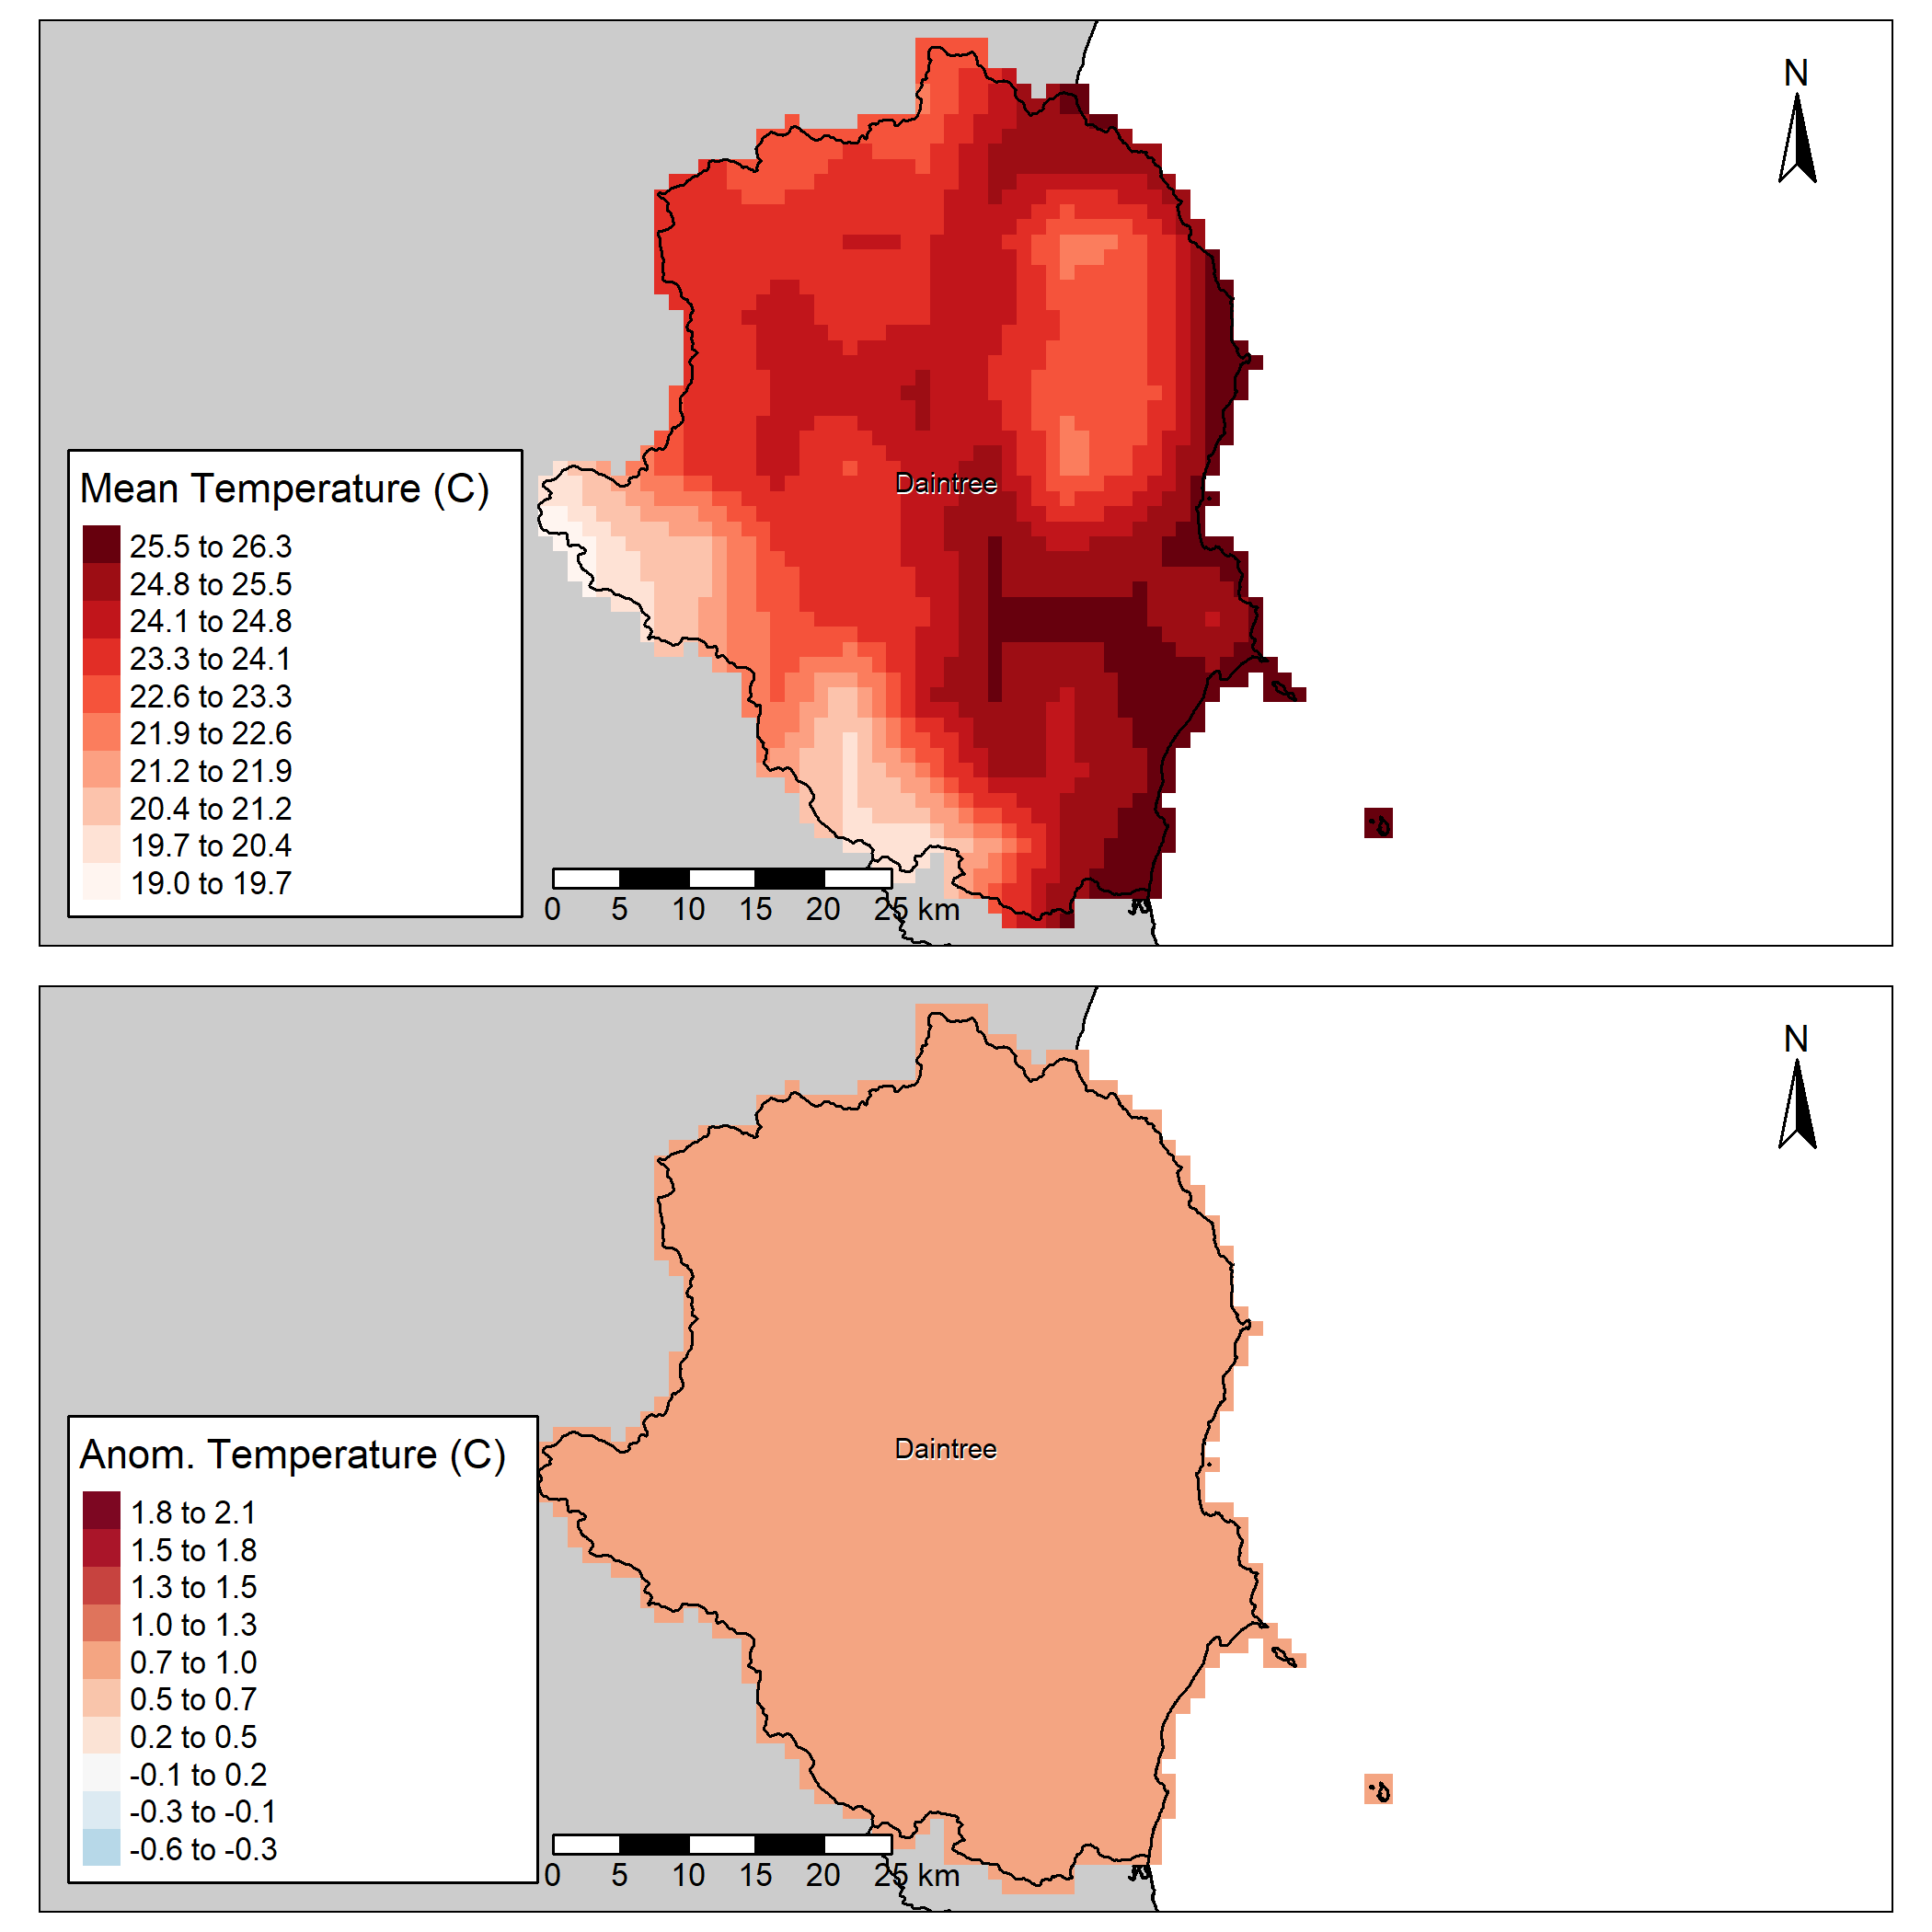 N
Daintree
Mean Temperature (C)
25.5 to 26.3
24.8 to 25.5
24.1 to 24.8
23.3 to 24.1
22.6 to 23.3
21.9 to 22.6
21.2 to 21.9
20.4 to 21.2
19.7 to 20.4
19.0 to 19.7
0 5 10 15 20 25 km
N
Daintree
Anom. Temperature (C)
1.8 to 2.1
1.5 to 1.8
1.3 to 1.5
1.0 to 1.3
0.7 to 1.0
0.5 to 0.7
0.2 to 0.5
-0.1 to 0.2
-0.3 to -0.1
-0.6 to -0.3
0 5 10 15 20 25 km